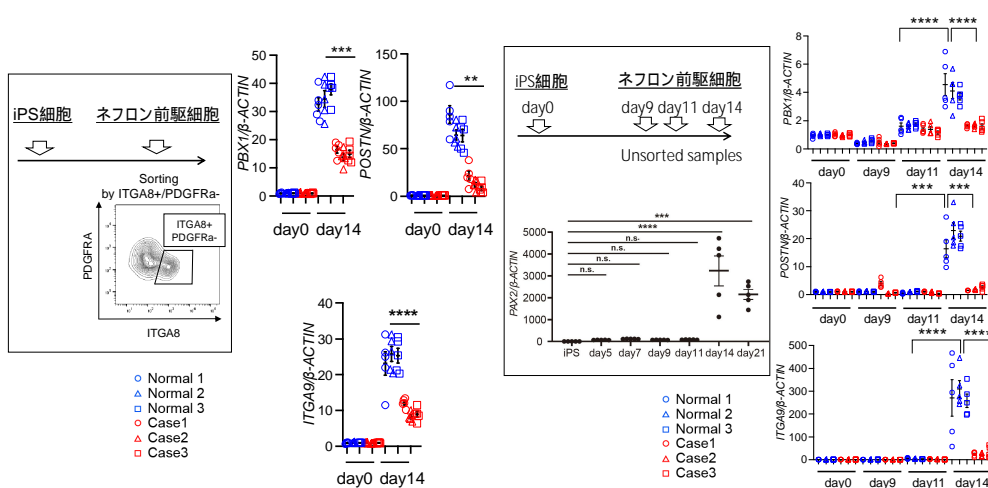 iPS細胞
ネフロン前駆細胞
Sorting
by ITGA8+/PDGFRa-
ITGA8+
PDGFRa-
PDGFRA
ITGA8
Normal 1
Normal 2
Normal 3
Case1
Case2
Case3
PBX1/β-ACTIN
50
40
30
20
10
0
***
day0
day14
POSTN/β-ACTIN
150
100
50
0
**
day0
day14
ITGA9/β-ACTIN
40
30
20
10
0
****
day0
day14
iPS細胞
ネフロン前駆細胞
day0
day9 day11 day14
Unsorted samples
PAX2/β-ACTIN
5000
4000
3000
2000
1000
0
***
****
n.s.
n.s.
n.s.
n.s.
iPS day5 day7 day9 day11 day14 day21
Normal 1
Normal 2
Normal 3
Case1
Case2
Case3
PBX1/β-ACTIN
8
6
4
2
0
**** ****
day0 day9 day11 day14
POSTN/β-ACTIN
40
30
20
10
0
*** ***
day0 day9 day11 day14
ITGA9/β-ACTIN
500
400
300
200
100
0
**** ****
day0 day9 day11 day14